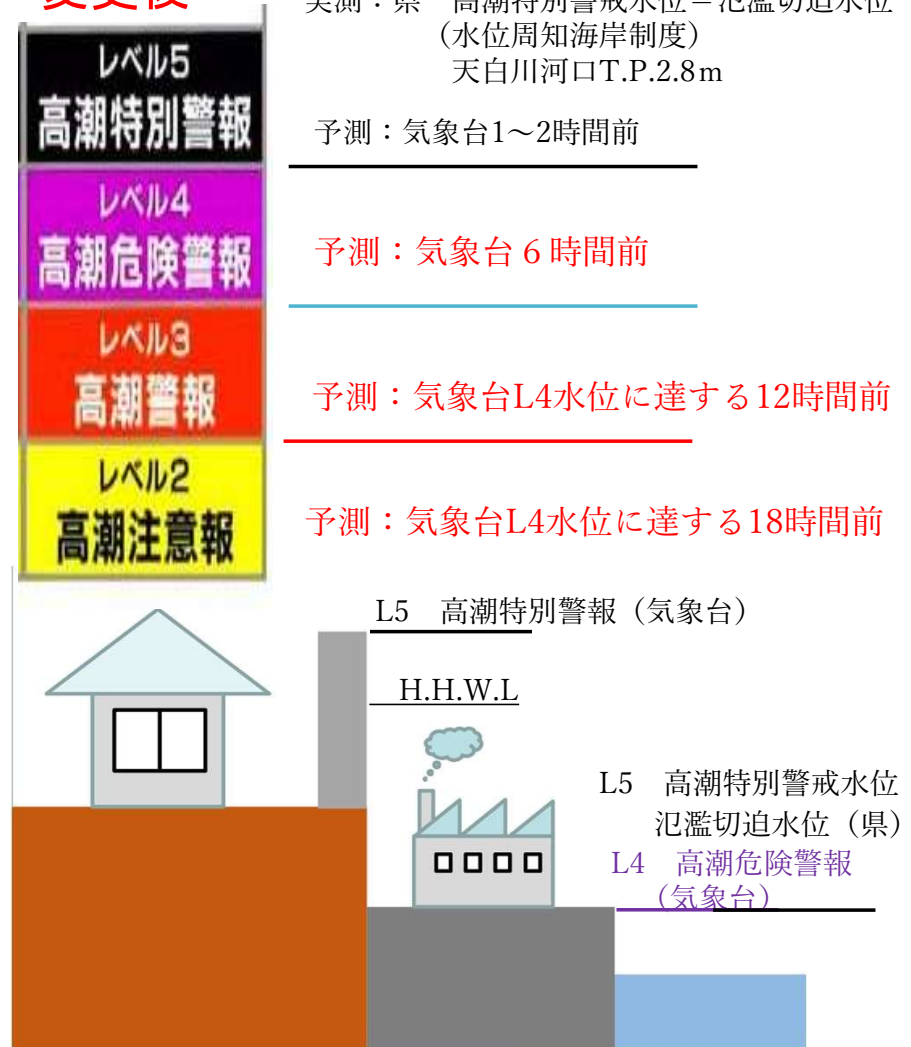 変更後
実測：県　高潮特別警戒水位＝氾濫切迫水位
（水位周知海岸制度）
天白川河口T.P.2.8m
レベル5
高潮特別警報
予測：気象台1～2時間前
レベル4
高潮危険警報
予測：気象台６時間前
レベル3
高潮警報
予測：気象台L4水位に達する12時間前
レベル2
高潮注意報
予測：気象台L4水位に達する18時間前
L5　高潮特別警報（気象台）
H.H.W.L
L5　高潮特別警戒水位
氾濫切迫水位（県）
L4　高潮危険警報
（気象台）